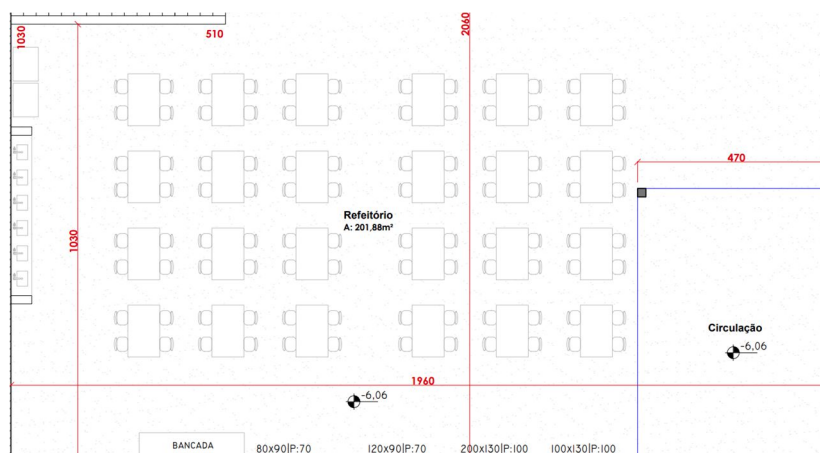 1030
510
2060
470
Refeitório
A: 201,88m²
1030
Circulação
-6,06
1960
-6,06
BANCADA
80x90|P:70
120x90|P:70
200x130|P:100
100x130|P:100